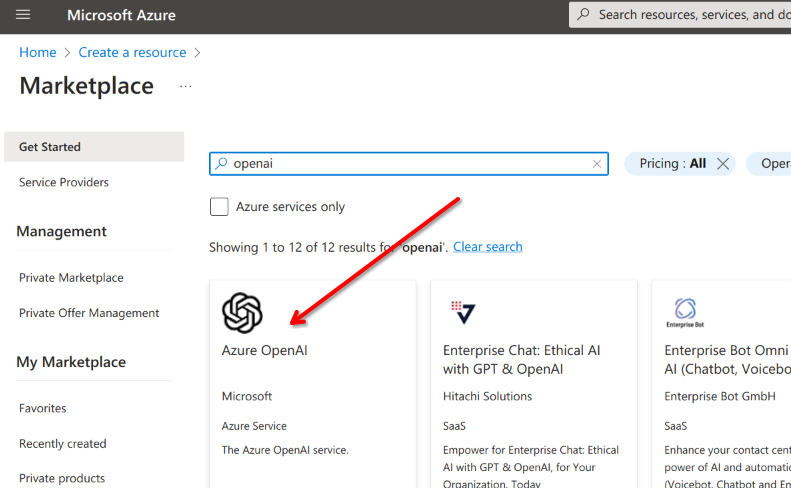 Microsoft Azure
Search resources, services, and do
Home > Create a resource >
Marketplace ...
Get Started
Service Providers
Management
Private Marketplace
Private Offer Management
My Marketplace
Favorites
Recently created
Private products
openai
Pricing : All
Oper
Azure services only
Showing 1 to 12 of 12 results for 'openai'. Clear search
Azure OpenAI
Microsoft
Azure Service
The Azure OpenAI service.
Enterprise Chat: Ethical AI
with GPT & OpenAI
Hitachi Solutions
SaaS
Empower for Enterprise Chat: Ethical
AI with GPT & OpenAI, for Your
Organization, Today
Enterprise Bot
Enterprise Bot Omni
AI (Chatbot, Voicebo
Enterprise Bot GmbH
SaaS
Enhance your contact cent
power of AI and automatic
(Voicebot, Chatbot and Em